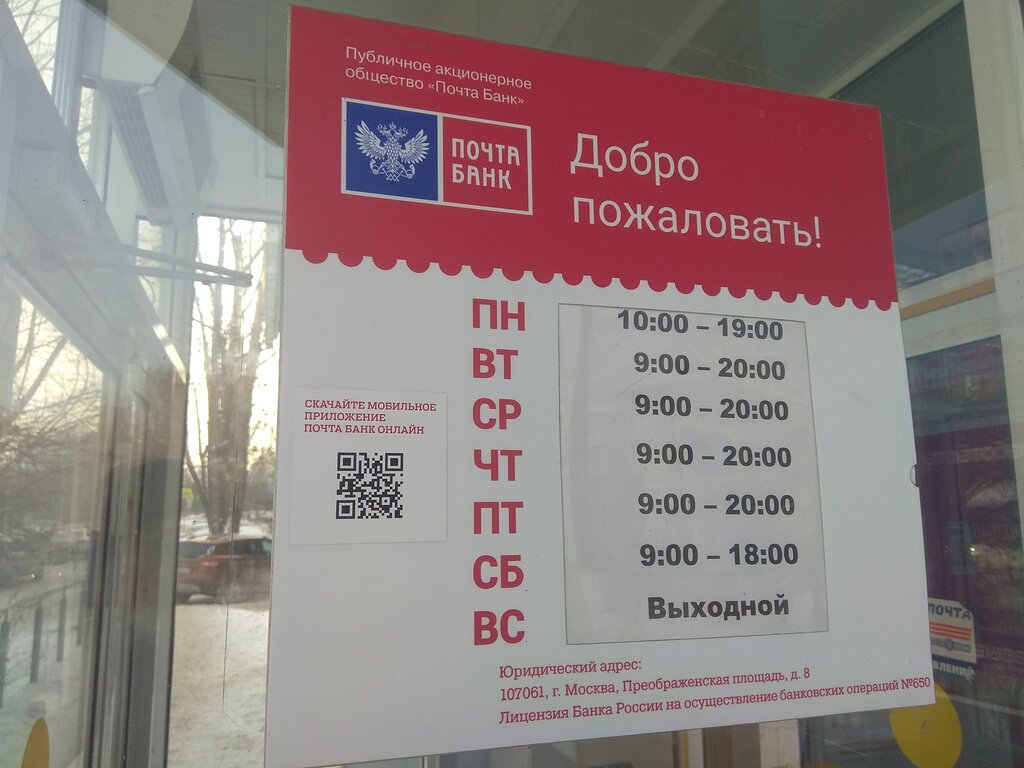 Публичное акционерное
общество «Почта Банк»
ПОЧТА
БАНК
Добро
пожаловать!
ПН 10:00 – 19:00
ВТ 9:00 – 20:00
СР 9:00 – 20:00
ЧТ 9:00 – 20:00
ПТ 9:00 – 20:00
СБ 9:00 – 18:00
ВС Выходной
СКАЧАЙТЕ МОБИЛЬНОЕ
ПРИЛОЖЕНИЕ
ПОЧТА БАНК ОНЛАЙН
Юридический адрес:
107061, г. Москва, Преображенская площадь, д. 8
Лицензия Банка России на осуществление банковских операций №650
ПОЧТА